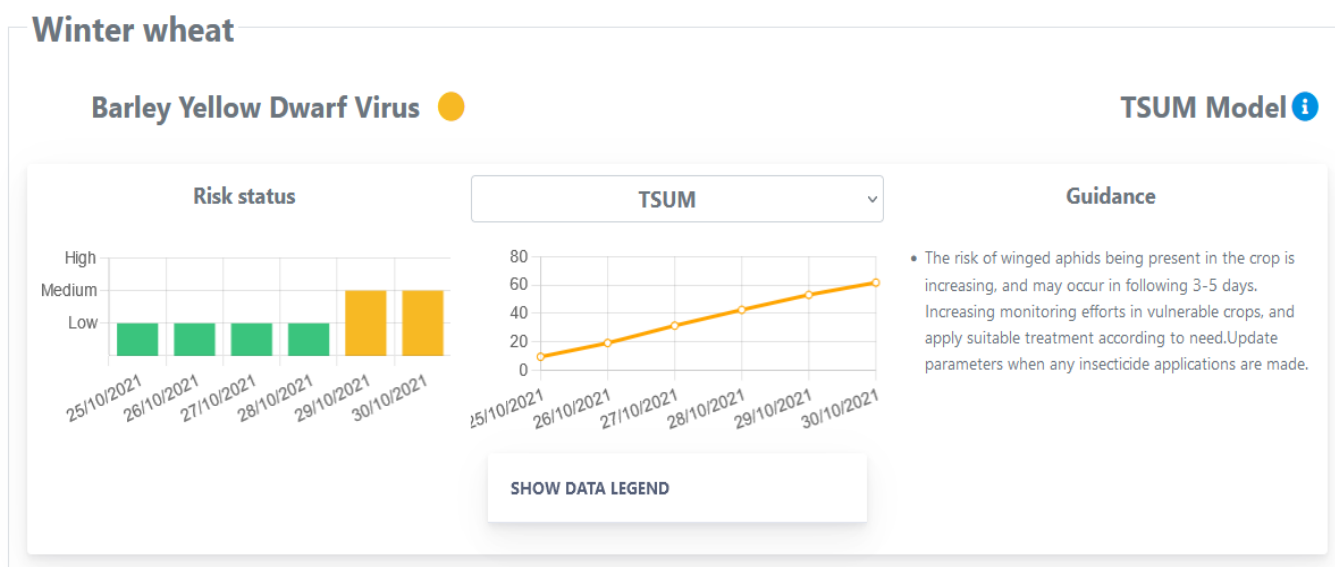 Winter wheat
Barley Yellow Dwarf Virus
TSUM Model
Risk status
High
Medium
Low
25/10/2021
26/10/2021
27/10/2021
28/10/2021
29/10/2021
30/10/2021
TSUM
80
60
40
20
0
25/10/2021
26/10/2021
27/10/2021
28/10/2021
29/10/2021
30/10/2021
SHOW DATA LEGEND
Guidance
• The risk of winged aphids being present in the crop is
increasing, and may occur in following 3-5 days.
Increasing monitoring efforts in vulnerable crops, and
apply suitable treatment according to need.Update
parameters when any insecticide applications are made.